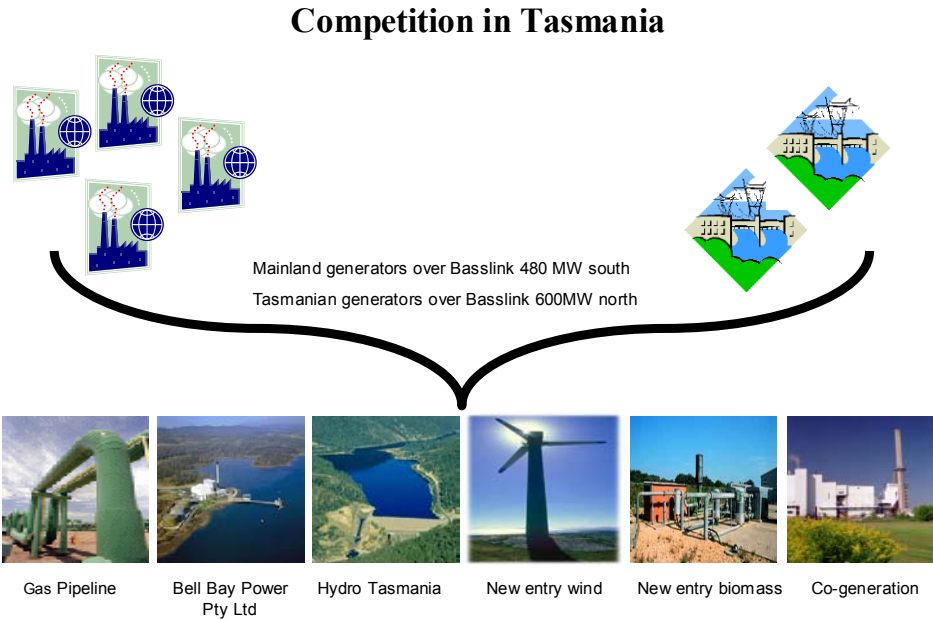 Competition in Tasmania
Mainland generators over Basslink 480 MW south
Tasmanian generators over Basslink 600MW north
Gas Pipeline
Bell Bay Power
Pty Ltd
Hydro Tasmania
New entry wind
New entry biomass
Co-generation